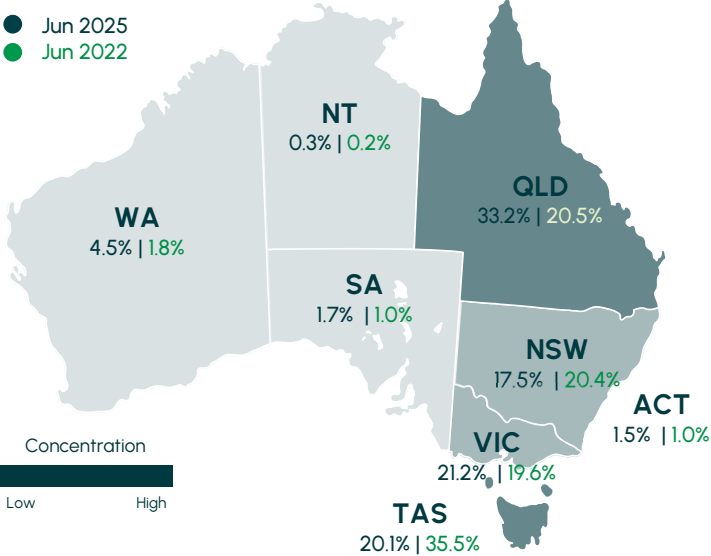 Jun 2025
Jun 2022
NT
0.3% | 0.2%
QLD
33.2% | 20.5%
WA
4.5% | 1.8%
SA
1.7% | 1.0%
NSW
17.5% | 20.4%
ACT
1.5% | 1.0%
VIC
21.2% | 19.6%
Concentration
Low High
TAS
20.1% | 35.5%